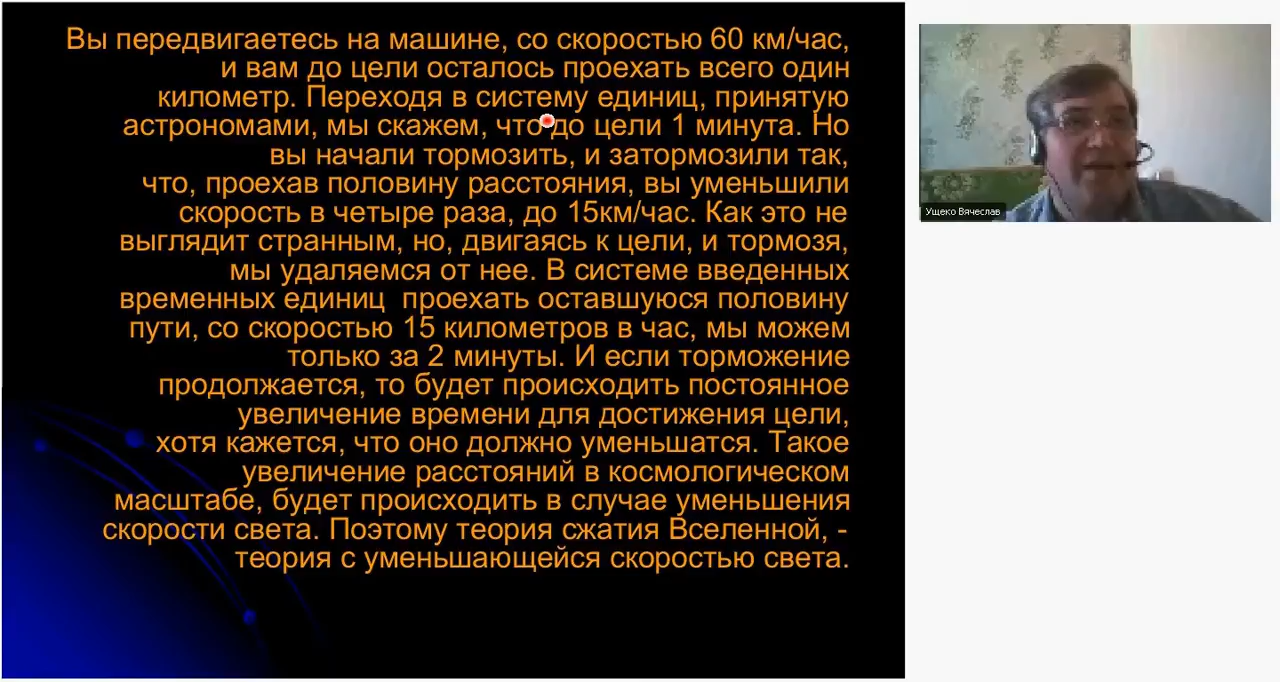 Вы передвигаетесь на машине, со скоростью 60 км/час,
и вам до цели осталось проехать всего один
километр. Переходя в систему единиц, принятую
астрономами, мы скажем, что до цели 1 минута. Но
вы начали тормозить, и затормозили так,
что, проехав половину расстояния, вы уменьшили
скорость в четыре раза, до 15км/час. Как это не
выглядит странным, но, двигаясь к цели, и тормозя,
мы удаляемся от нее. В системе введенных
временных единиц проехать оставшуюся половину
пути, со скоростью 15 километров в час, мы можем
только за 2 минуты. И если торможение
продолжается, то будет происходить постоянное
увеличение времени для достижения цели,
хотя кажется, что оно должно уменьшатся. Такое
увеличение расстояний в космологическом
масштабе, будет происходить в случае уменьшения
скорости света. Поэтому теория сжатия Вселенной, -
теория с уменьшающейся скоростью света.
Ущеко Вячеслав